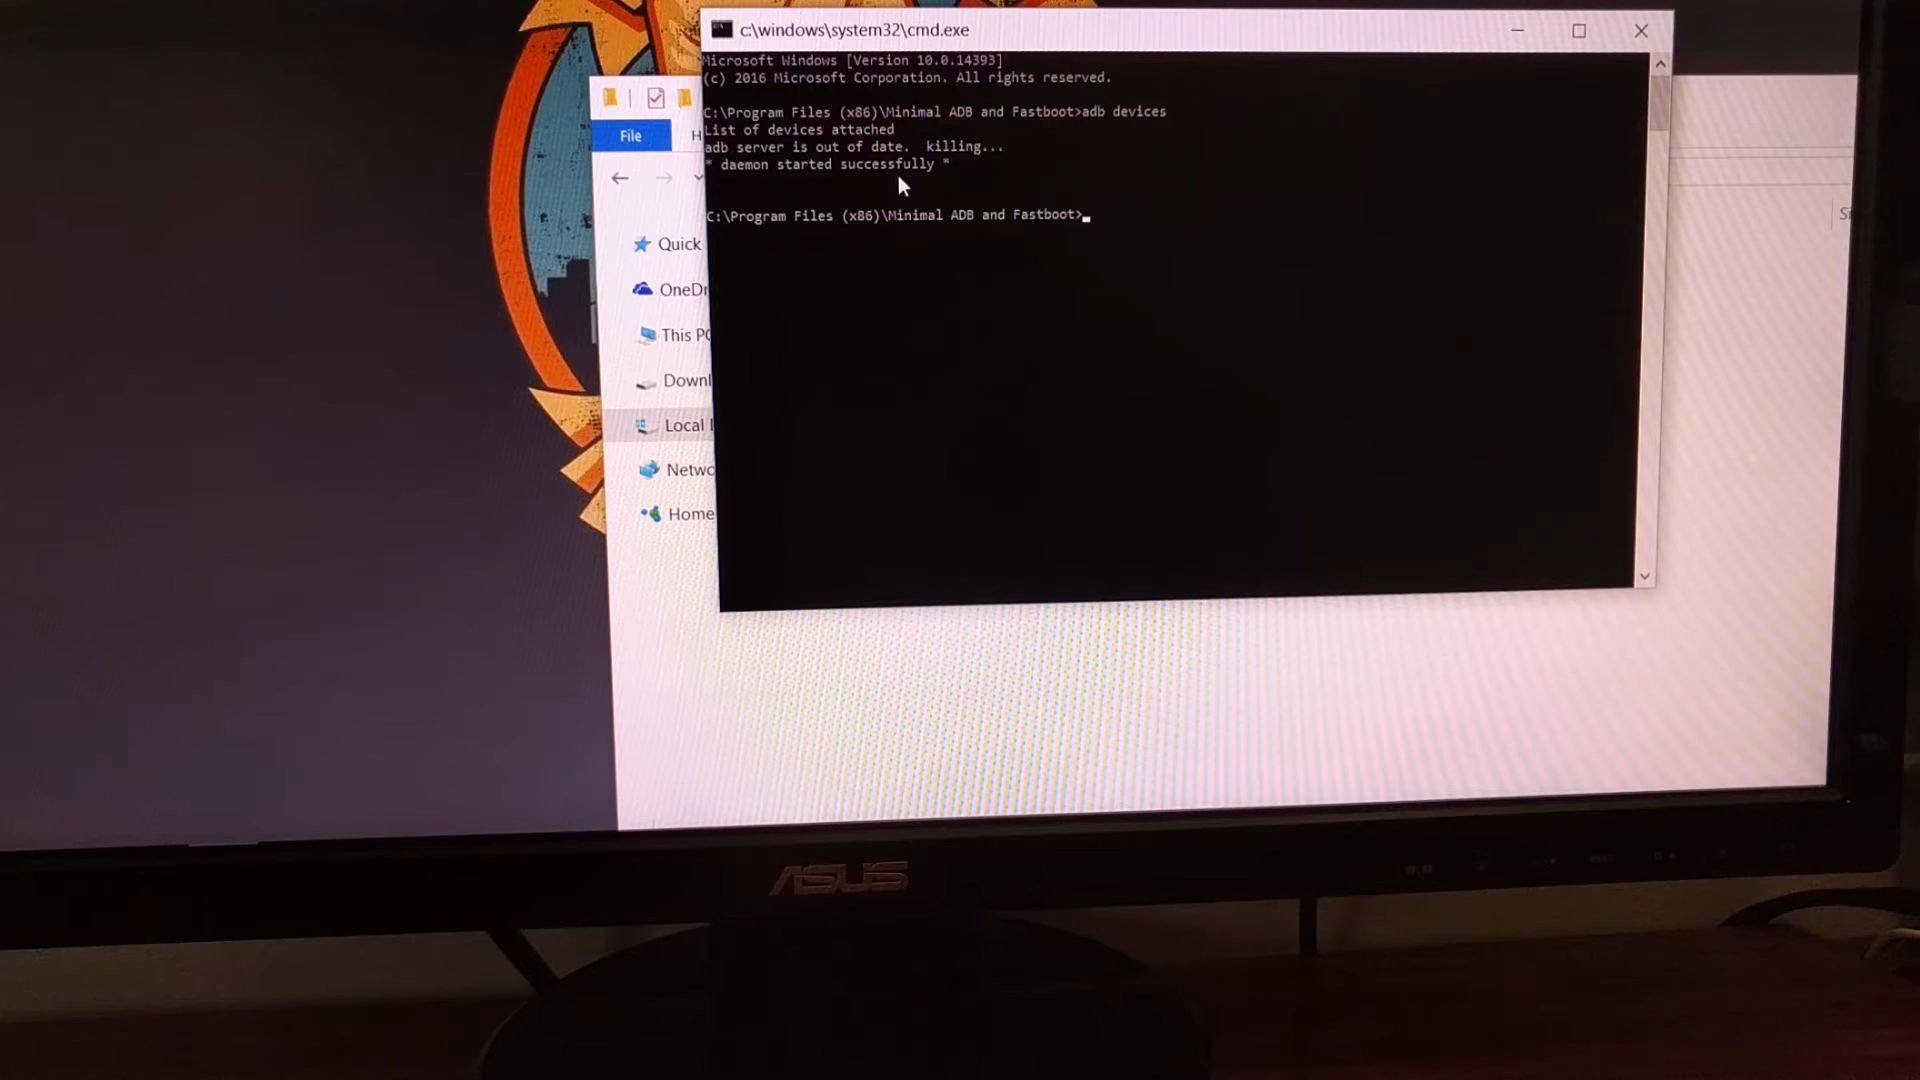 c:\windows\system32\cmd.exe
Microsoft Windows [Version 10.0.14393]
(c) 2016 Microsoft Corporation. All rights reserved.
C:\Program Files (x86)\Minimal ADB and Fastboot>adb devices
List of devices attached
adb server is out of date.  killing...
* daemon started successfully *
C:\Program Files (x86)\Minimal ADB and Fastboot>
File
H
Quick
OneDr
This PC
Downl
Local
Netwo
Home
ASUS